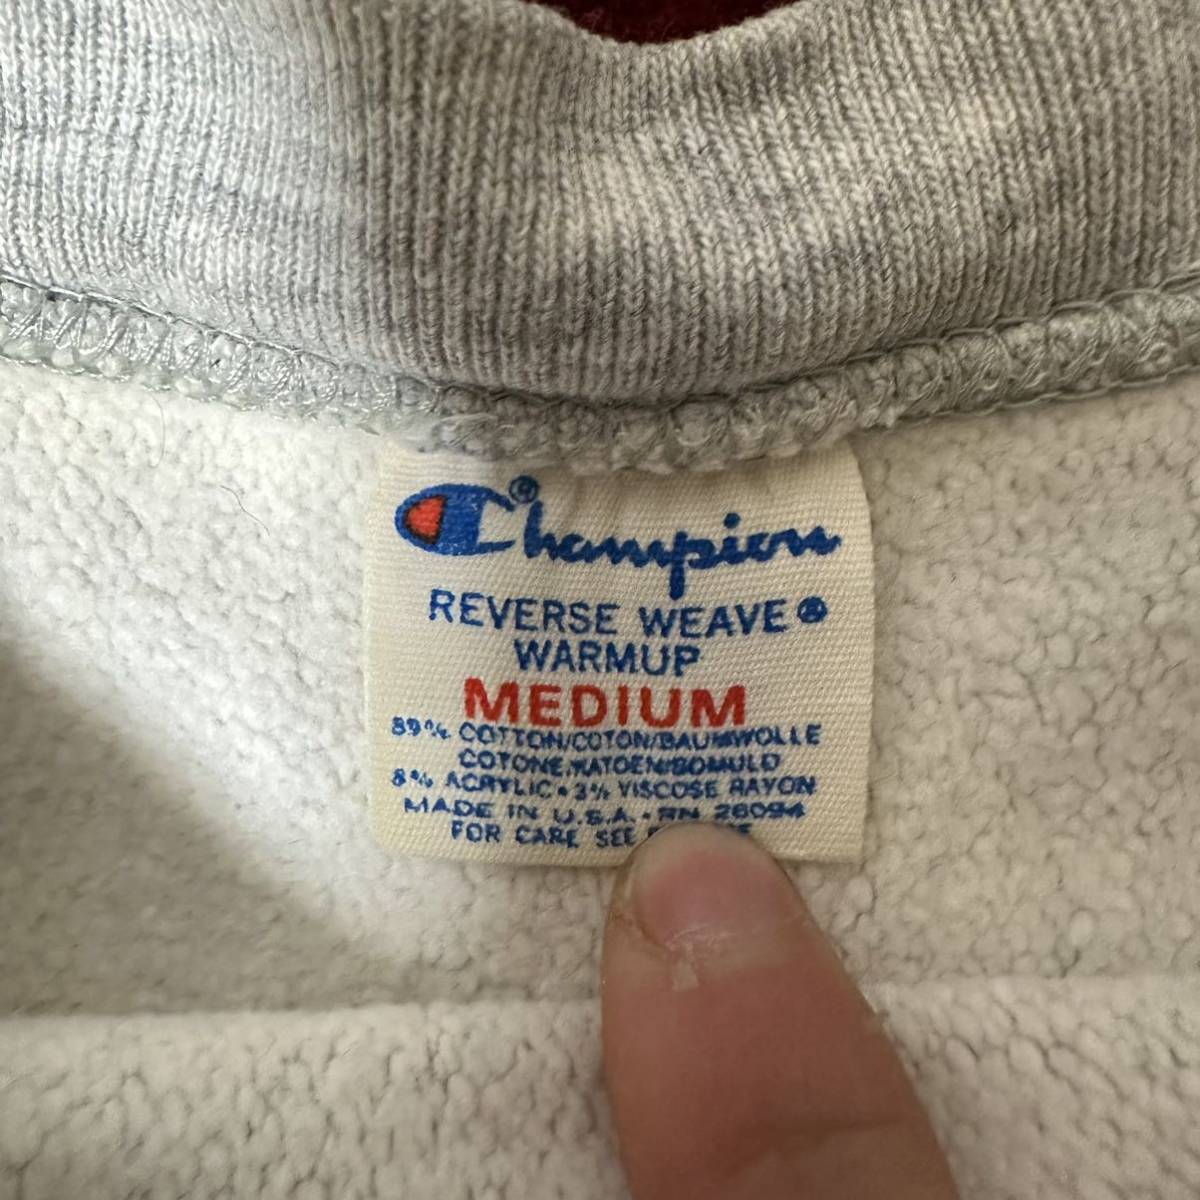 Champion®
REVERSE WEAVE®
WARMUP
MEDIUM
89% COTTON/COTON/BAUMWOLLE
COTONE/KATOEN/BOMULD
8% ACRYLIC • 3% VISCOSE RAYON
MADE IN U.S.A. - RN 26094
FOR CARE SEE